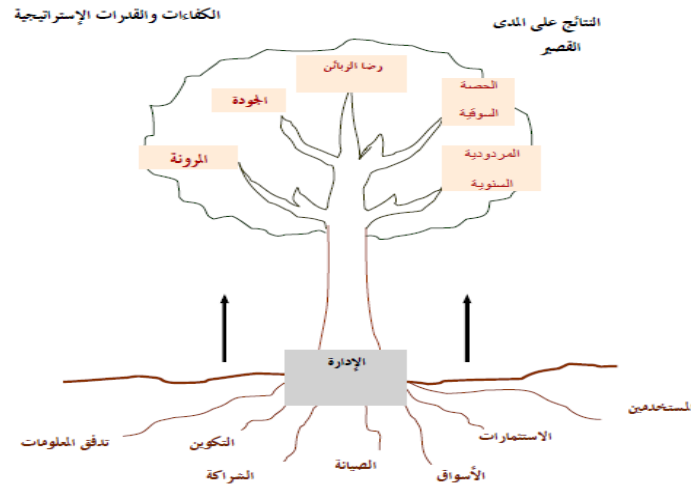 النتائج على المدى
القصير
الكفاءات والقدرات الإستراتيجية
رضا الزبائن
الحصة
السوقية
الجودة
المردودية
السنوية
المرونة
الإدارة
المستخدمين
الاستثمارات
التكوين
تدفق المعلومات
الصيانة
الأسواق
الشراكة